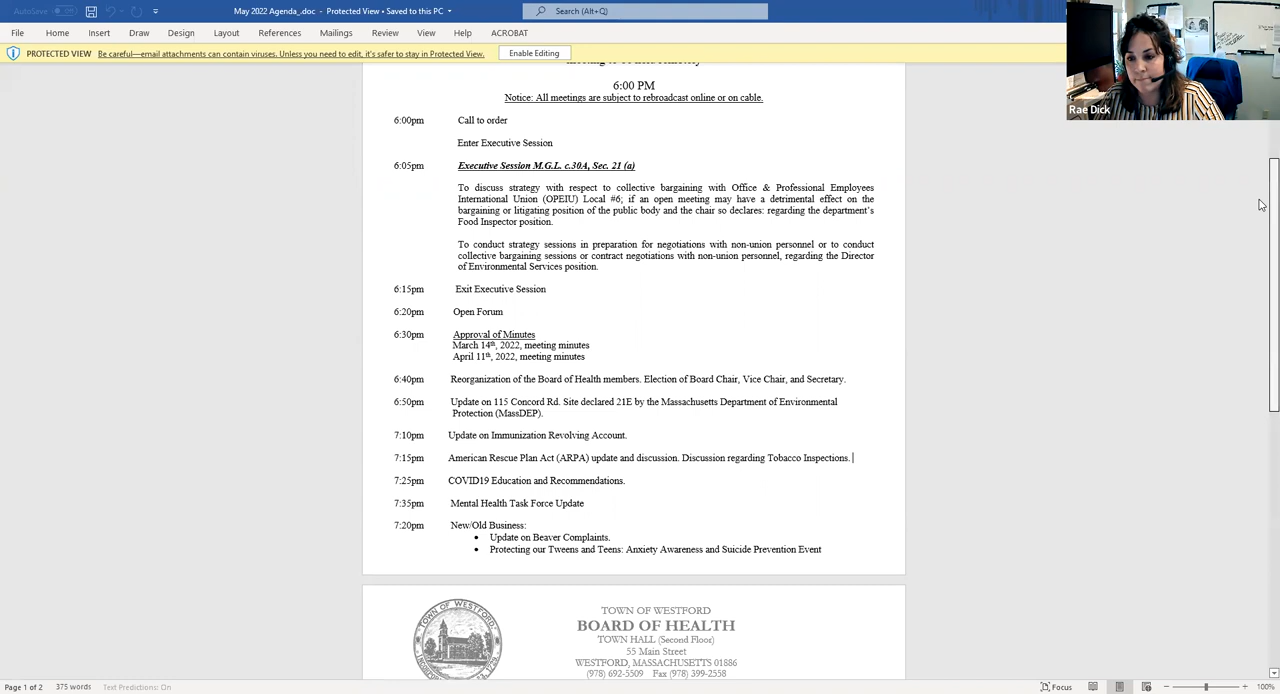 AutoSave Off May 2022 Agenda_.doc - Protected View • Saved to this PC Search (Alt+Q)
File Home Insert Draw Design Layout References Mailings Review View Help ACROBAT
PROTECTED VIEW Be careful—email attachments can contain viruses. Unless you need to edit, it's safer to stay in Protected View. Enable Editing
Rae Dick
6:00 PM
Notice: All meetings are subject to rebroadcast online or on cable.
6:00pm Call to order
Enter Executive Session
6:05pm Executive Session M.G.L. c.30A, Sec. 21 (a)
To discuss strategy with respect to collective bargaining with Office & Professional Employees
International Union (OPEIU) Local #6; if an open meeting may have a detrimental effect on the
bargaining or litigating position of the public body and the chair so declares: regarding the department's
Food Inspector position.
To conduct strategy sessions in preparation for negotiations with non-union personnel or to conduct
collective bargaining sessions or contract negotiations with non-union personnel, regarding the Director
of Environmental Services position.
6:15pm Exit Executive Session
6:20pm Open Forum
6:30pm Approval of Minutes
March 14th, 2022, meeting minutes
April 11th, 2022, meeting minutes
6:40pm Reorganization of the Board of Health members. Election of Board Chair, Vice Chair, and Secretary.
6:50pm Update on 115 Concord Rd. Site declared 21E by the Massachusetts Department of Environmental
Protection (MassDEP).
7:10pm Update on Immunization Revolving Account.
7:15pm American Rescue Plan Act (ARPA) update and discussion. Discussion regarding Tobacco Inspections.
7:25pm COVID19 Education and Recommendations.
7:35pm Mental Health Task Force Update
7:20pm New/Old Business:
• Update on Beaver Complaints.
• Protecting our Tweens and Teens: Anxiety Awareness and Suicide Prevention Event
TOWN OF WESTFORD
TOWN OF WESTFORD
BOARD OF HEALTH
TOWN HALL (Second Floor)
55 Main Street
WESTFORD, MASSACHUSETTS 01886
(978) 692-5509 Fax (978) 399-2558
Page 1 of 2 375 words Text Predictions: On Focus 100%